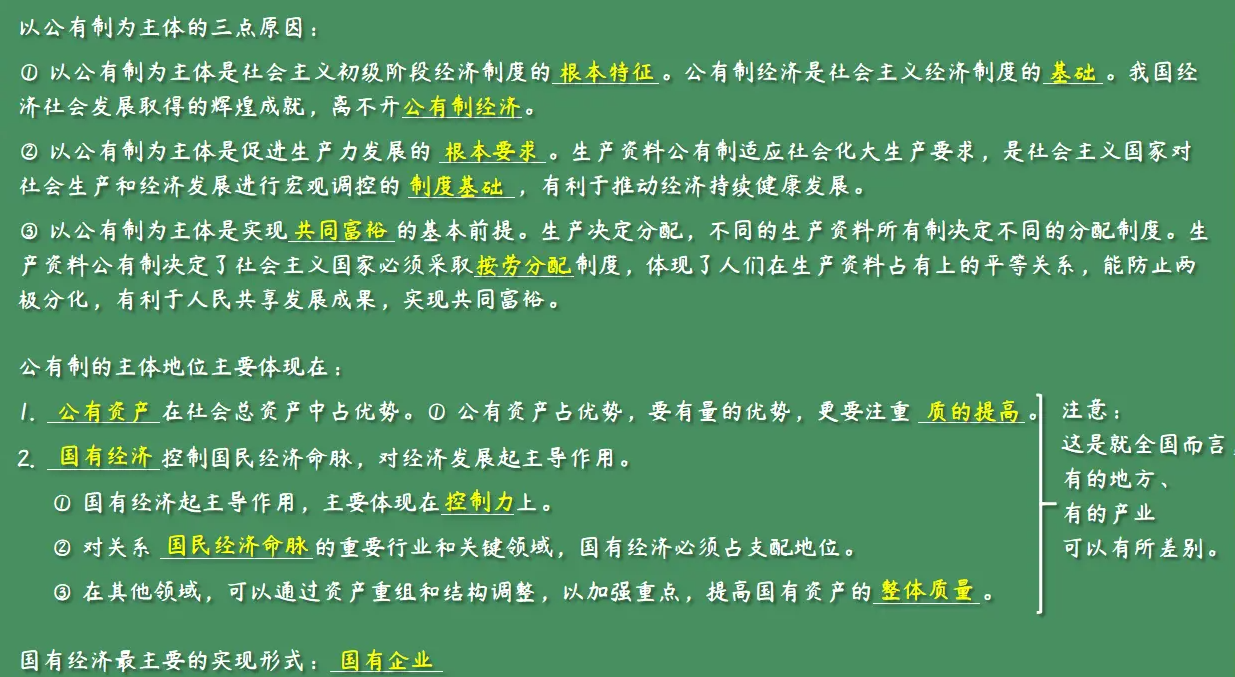 以公有制为主体的三点原因：
① 以公有制为主体是社会主义初级阶段经济制度的 根本特征 。公有制经济是社会主义经济制度的 基础 。我国经
济社会发展取得的辉煌成就，离不开公有制经济。
② 以公有制为主体是促进生产力发展的 根本要求 。生产资料公有制适应社会化大生产要求，是社会主义国家对
社会生产和经济发展进行宏观调控的 制度基础 ，有利于推动经济持续健康发展。
③ 以公有制为主体是实现 共同富裕 的基本前提。生产决定分配，不同的生产资料所有制决定不同的分配制度。生
产资料公有制决定了社会主义国家必须采取按劳分配制度，体现了人们在生产资料占有上的平等关系，能防止两
极分化，有利于人民共享发展成果，实现共同富裕。
公有制的主体地位主要体现在：
1. 公有资产 在社会总资产中占优势。① 公有资产占优势，要有量的优势，更要注重 质的提高 。
2. 国有经济 控制国民经济命脉，对经济发展起主导作用。
① 国有经济起主导作用，主要体现在控制力上。
② 对关系 国民经济命脉 的重要行业和关键领域，国有经济必须占支配地位。
③ 在其他领域，可以通过资产重组和结构调整，以加强重点，提高国有资产的 整体质量 。
注意：
这是就全国而言，
有的地方、
有的产业
可以有所差别。
国有经济最主要的实现形式： 国有企业